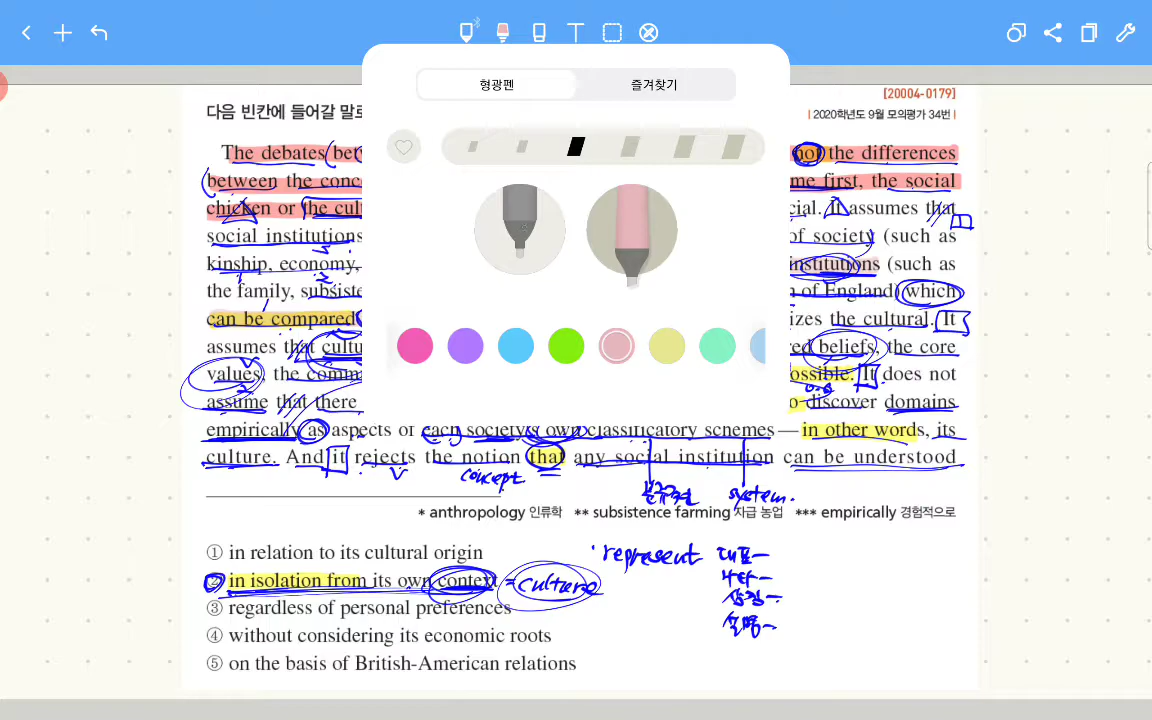 형광펜 즐겨찾기
[20004-0179]
다음 빈칸에 들어갈 말로 | 2020학년도 9월 모의평가 34번 |
The debates not the differences
between the conc me first, the social
chicken or the cult cial. It assumes that
social institutions of society (such as
kinship, economy, institutions (such as
the family, subsiste n of England) which
can be compared izes the cultural. It
assumes that cultu red beliefs, the core
values, the comm ossible. It does not
assume that there o discover domains
empirically as aspects of each society's own classificatory schemes — in other words, its
culture. And it rejects the notion that any social institution can be understood
concept. system.
* anthropology 인류학 ** subsistence farming 자급 농업 *** empirically 경험적으로
① in relation to its cultural origin
② in isolation from its own context = culture
③ regardless of personal preferences
④ without considering its economic roots
⑤ on the basis of British-American relations
represent 대표